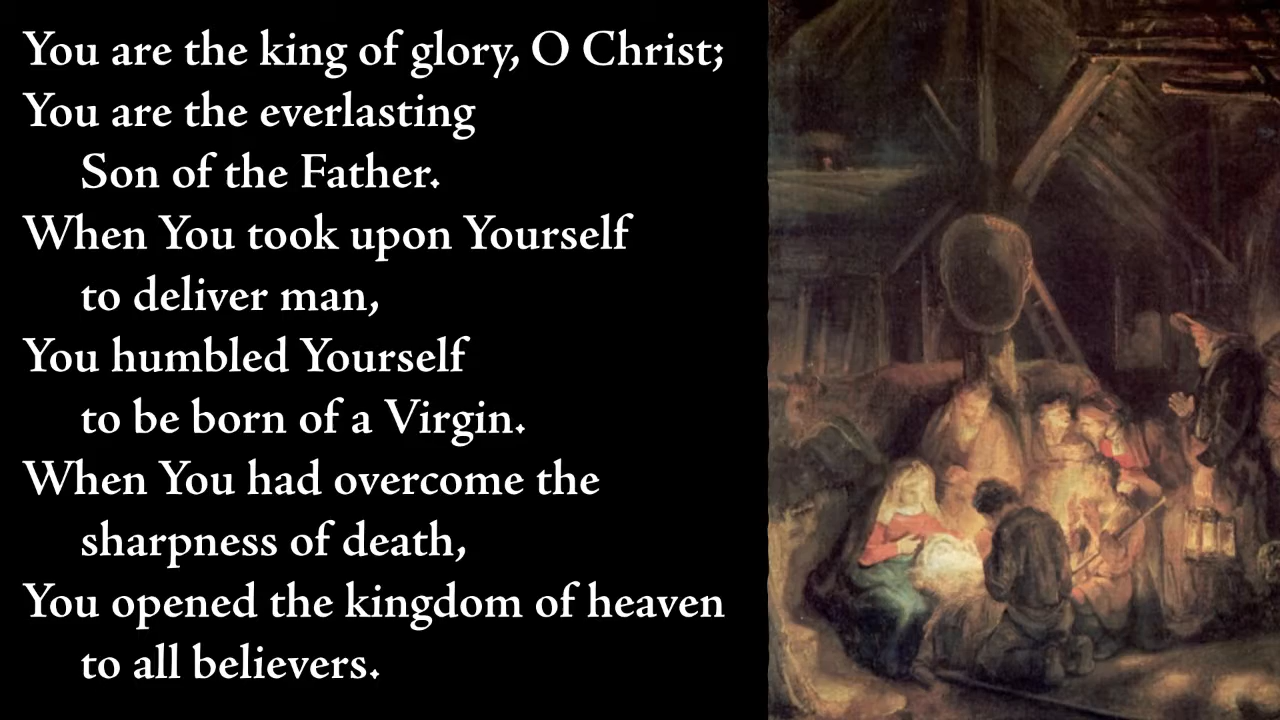 You are the king of glory, O Christ;
You are the everlasting
Son of the Father.
When You took upon Yourself
to deliver man,
You humbled Yourself
to be born of a Virgin.
When You had overcome the
sharpness of death,
You opened the kingdom of heaven
to all believers.